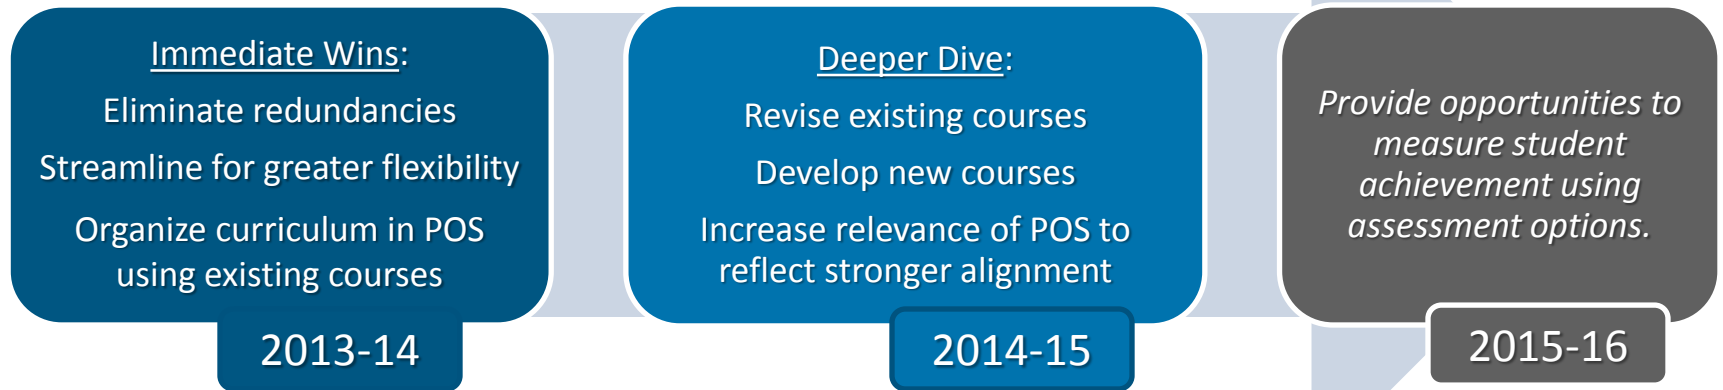 Immediate Wins:
Eliminate redundancies
Streamline for greater flexibility
Organize curriculum in POS
using existing courses
2013-14
Deeper Dive:
Revise existing courses
Develop new courses
Increase relevance of POS to
reflect stronger alignment
2014-15
Provide opportunities to
measure student
achievement using
assessment options.
2015-16